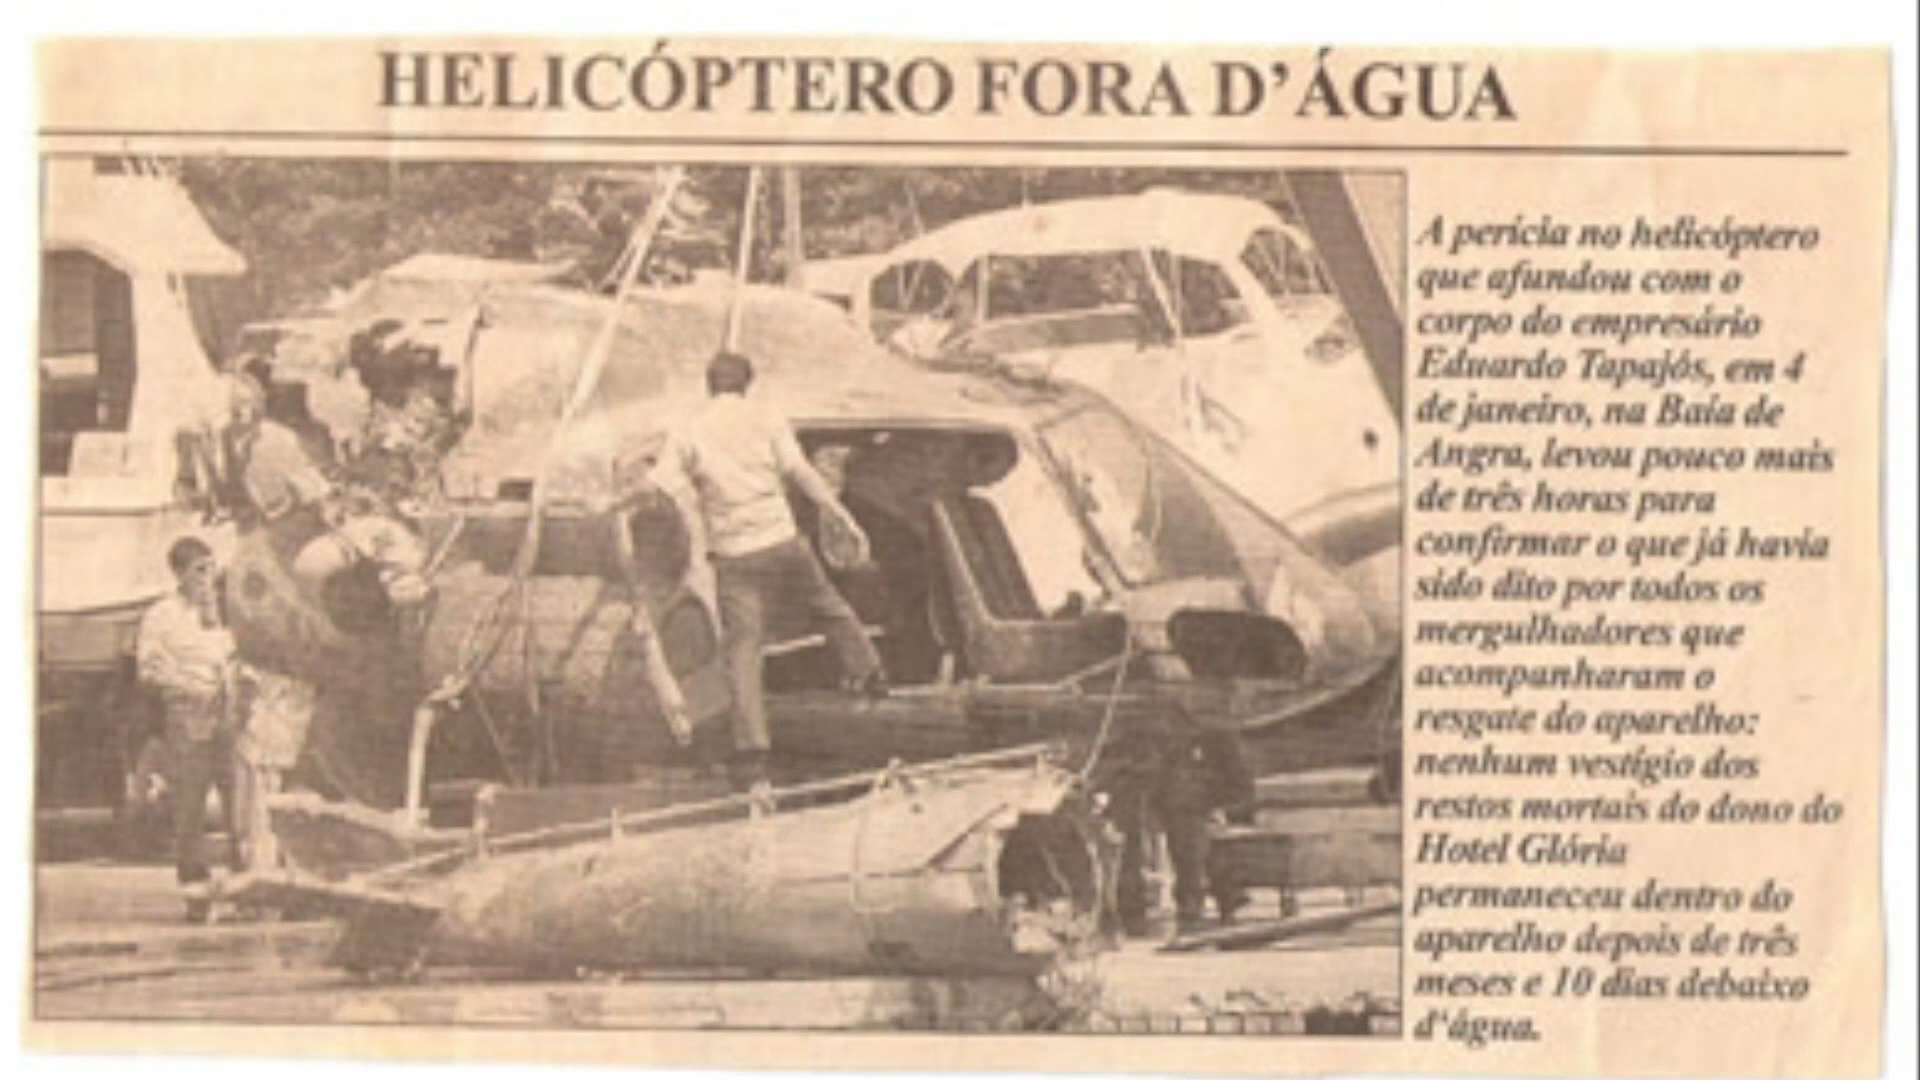 HELICÓPTERO FORA D'ÁGUA
A perícia no helicóptero
que afundou com o
corpo do empresário
Eduardo Tapajós, em 4
de janeiro, na Baía de
Angra, levou pouco mais
de três horas para
confirmar o que já havia
sido dito por todos os
mergulhadores que
acompanharam o
resgate do aparelho:
nenhum vestígio dos
restos mortais do dono do
Hotel Glória
permaneceu dentro do
aparelho depois de três
meses e 10 dias debaixo
d'água.